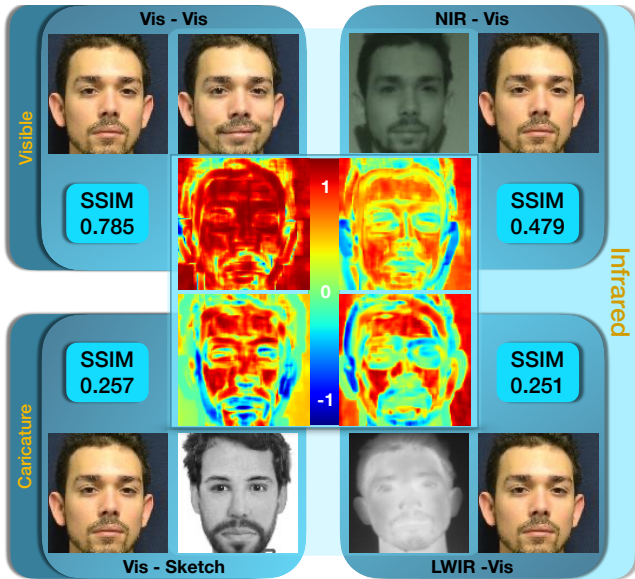 Vis - Vis
NIR - Vis
Visible
SSIM
0.785
1
SSIM
0.479
0
Infrared
SSIM
0.257
-1
SSIM
0.251
Caricature
Vis - Sketch
LWIR -Vis